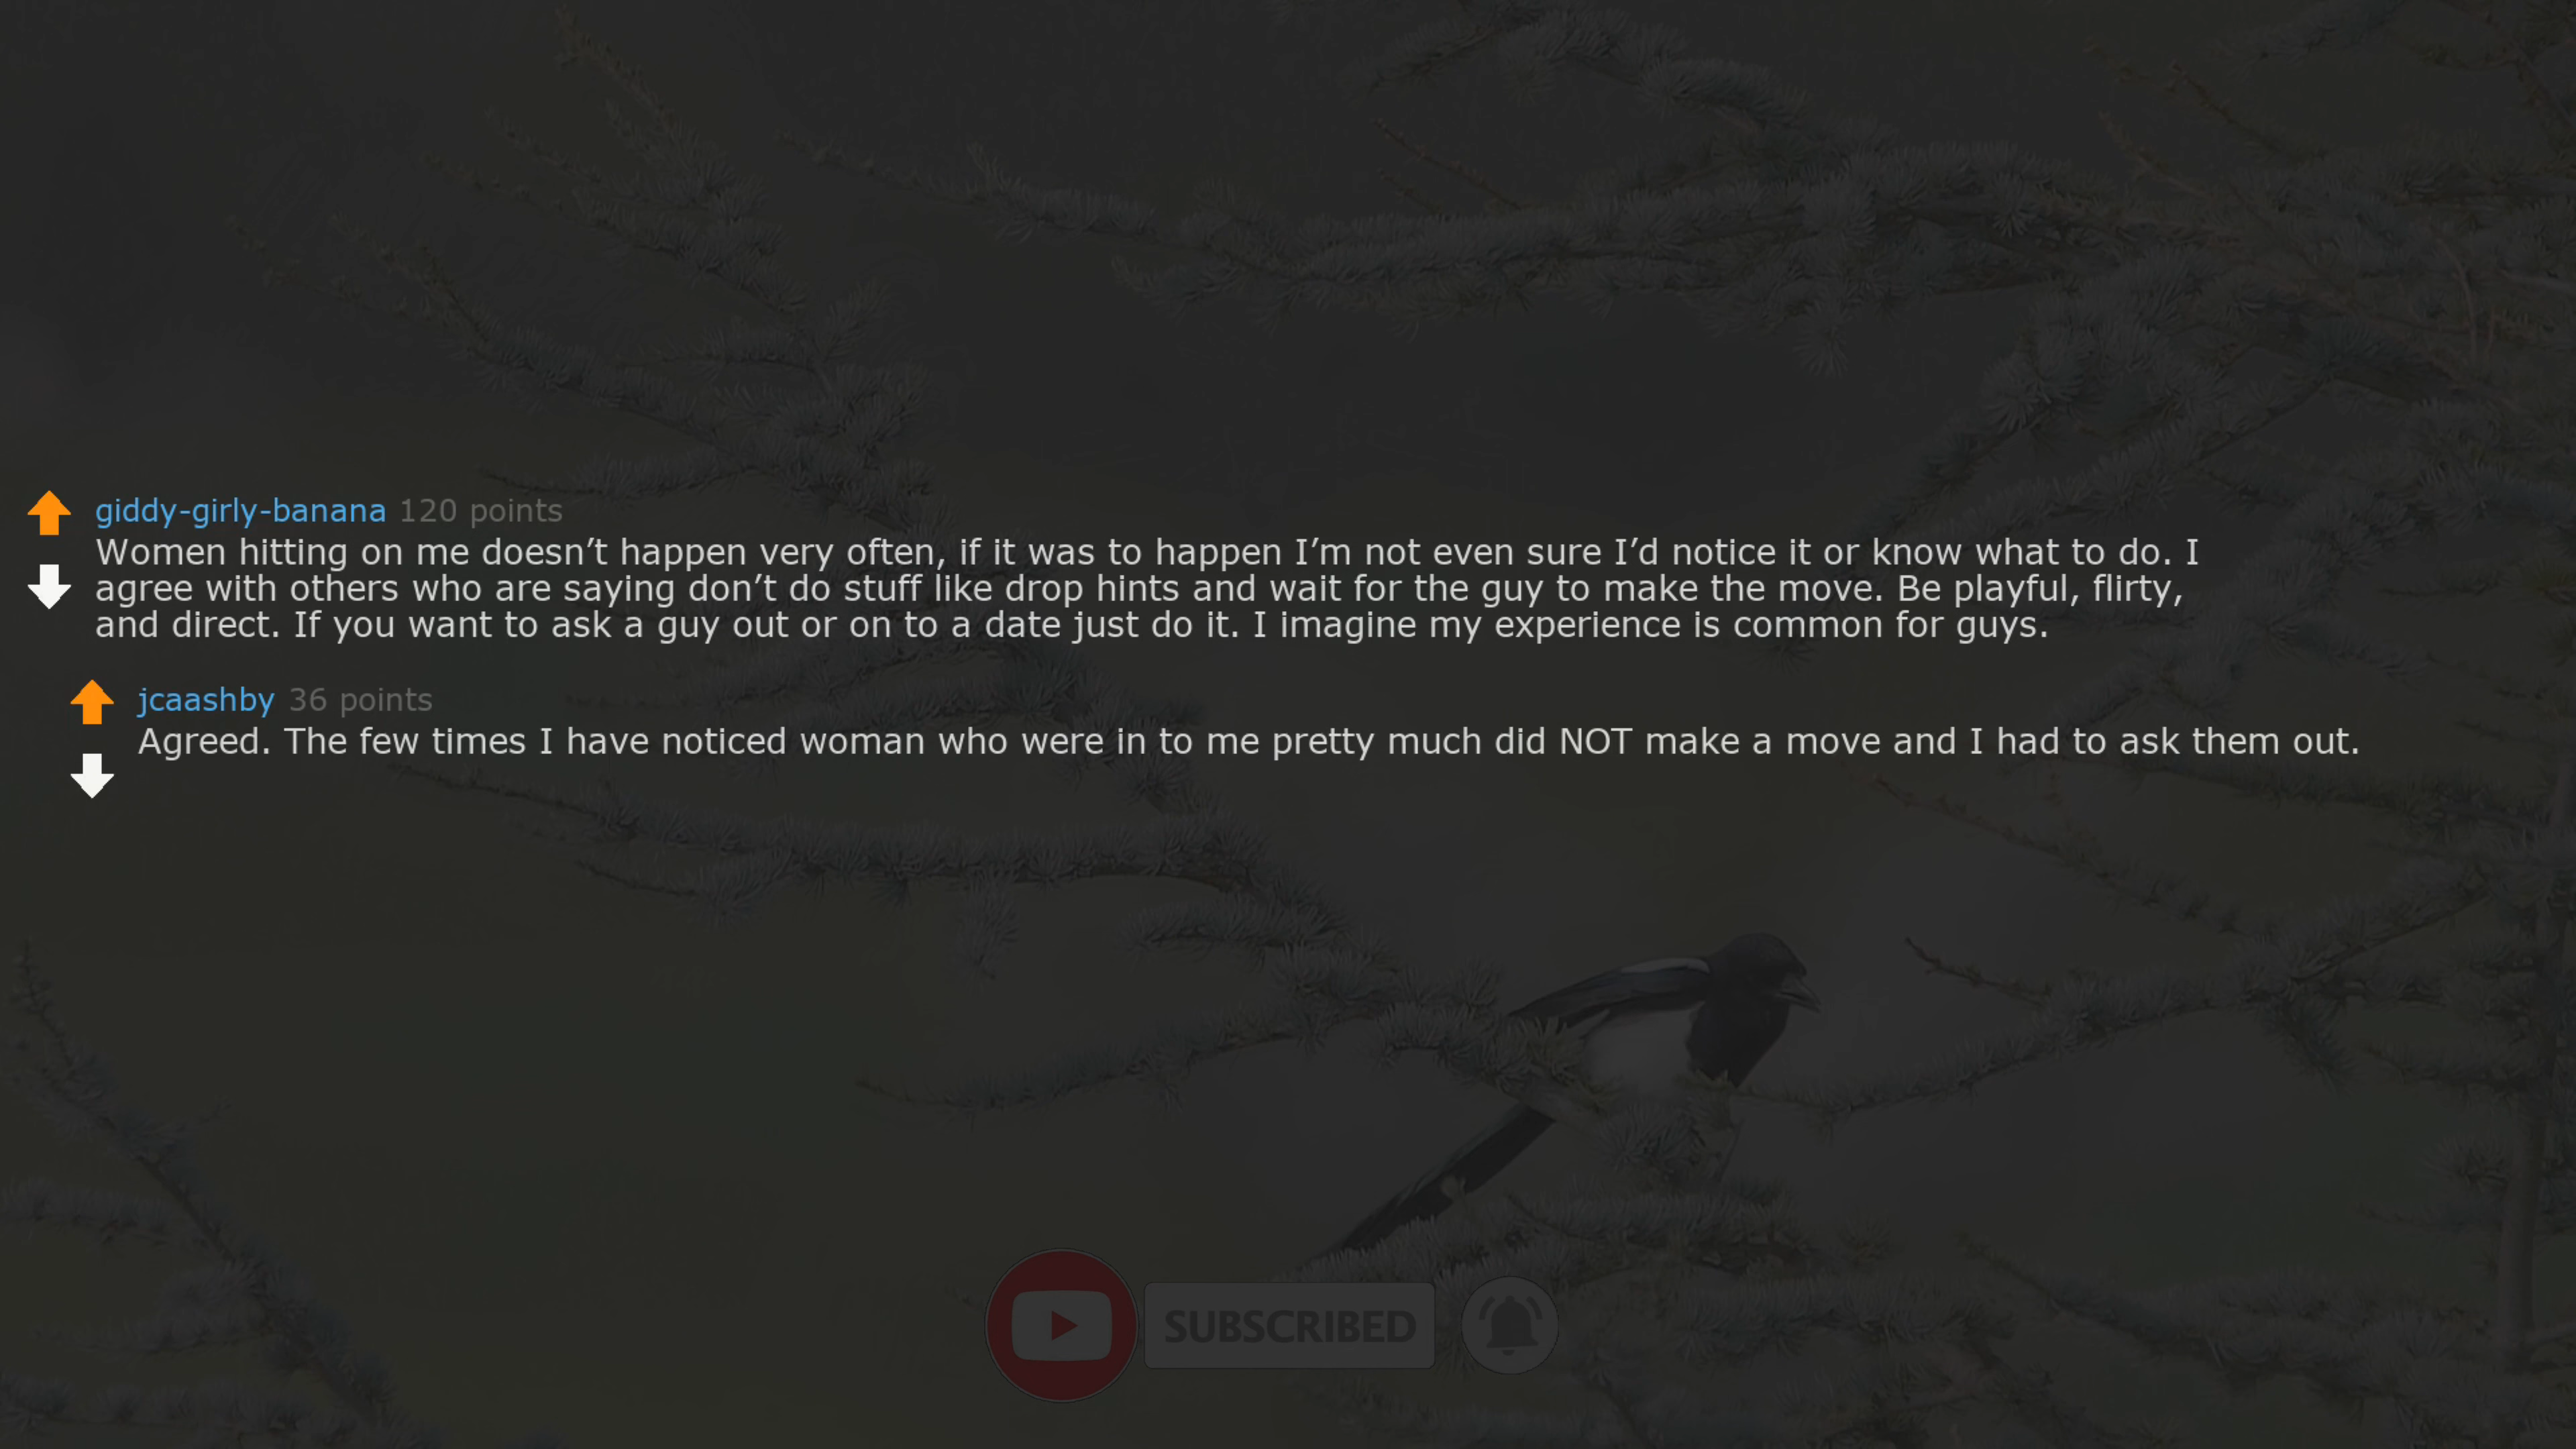 giddy-girly-banana 120 points
Women hitting on me doesn’t happen very often, if it was to happen I’m not even sure I’d notice it or know what to do. I
agree with others who are saying don’t do stuff like drop hints and wait for the guy to make the move. Be playful, flirty,
and direct. If you want to ask a guy out or on to a date just do it. I imagine my experience is common for guys.
jcaashby 36 points
Agreed. The few times I have noticed woman who were in to me pretty much did NOT make a move and I had to ask them out.
SUBSCRIBED